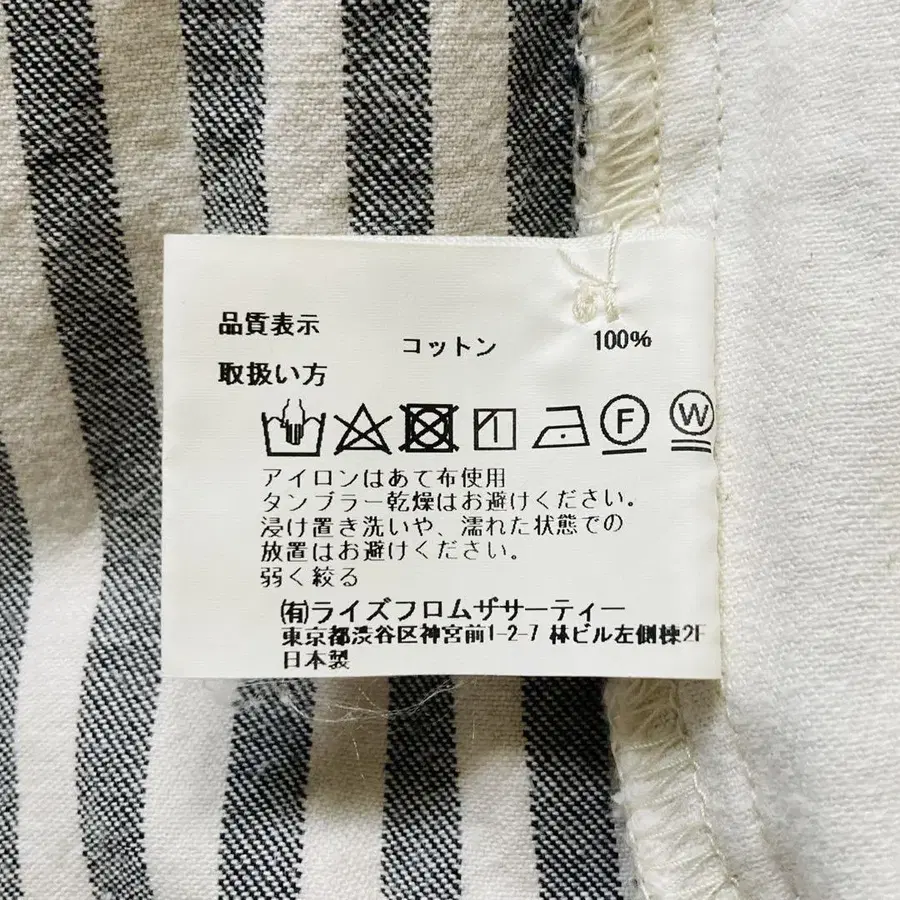 品質表示
コットン 100%
取扱い方
F W
アイロンはあて布使用
タンブラー乾燥はお避けください。
浸け置き洗いや、濡れた状態での
放置はお避けください。
弱く絞る
(有)ライズフロムザサーティー
東京都渋谷区神宮前1-2-7 林ビル左側棟2F
日本製